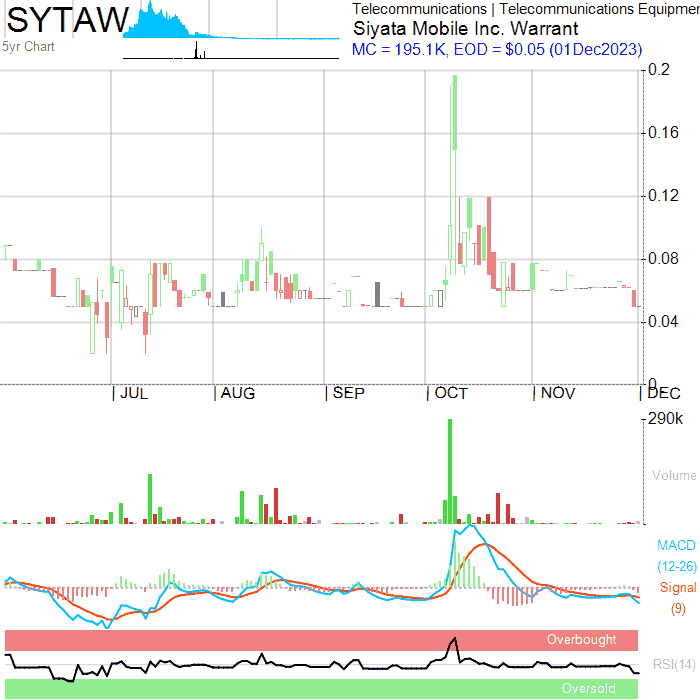 SYTAW
5yr Chart
Telecommunications | Telecommunications Equipmen
Siyata Mobile Inc. Warrant
MC = 195.1K, EOD = $0.05 (01Dec2023)
0.2
0.16
0.12
0.08
0.04
0
JUL AUG SEP OCT NOV DEC
290k
Volume
MACD
(12-26)
Signal
(9)
Overbought
RSI(14)
Oversold